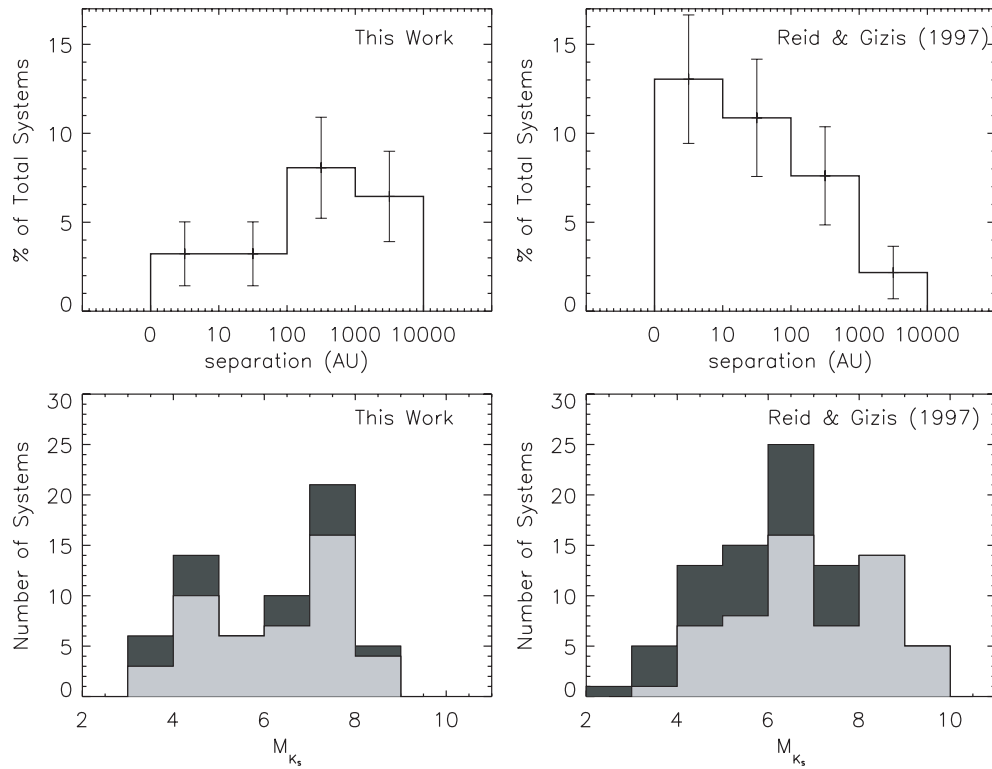 This Work
% of Total Systems
15
10
5
0
0 10 100 1000 10000
separation (AU)
Reid & Gizis (1997)
% of Total Systems
15
10
5
0
0 10 100 1000 10000
separation (AU)
This Work
Number of Systems
30
25
20
15
10
5
0
2 4 6 8 10
M_Ks
Reid & Gizis (1997)
Number of Systems
30
25
20
15
10
5
0
2 4 6 8 10
M_Ks